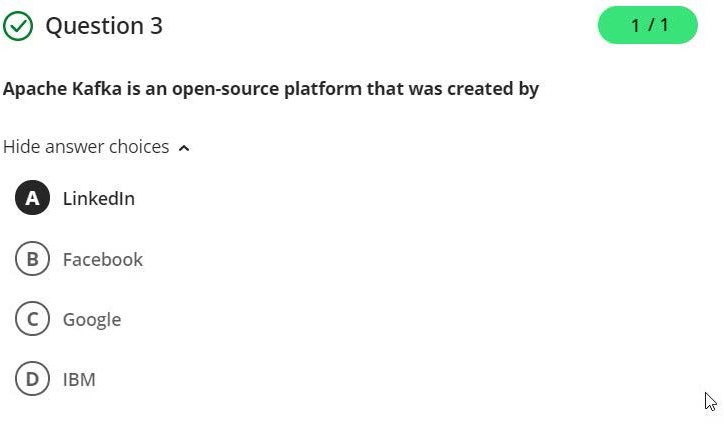 Question 3
1 / 1
Apache Kafka is an open-source platform that was created by
Hide answer choices
A LinkedIn
B Facebook
C Google
D IBM